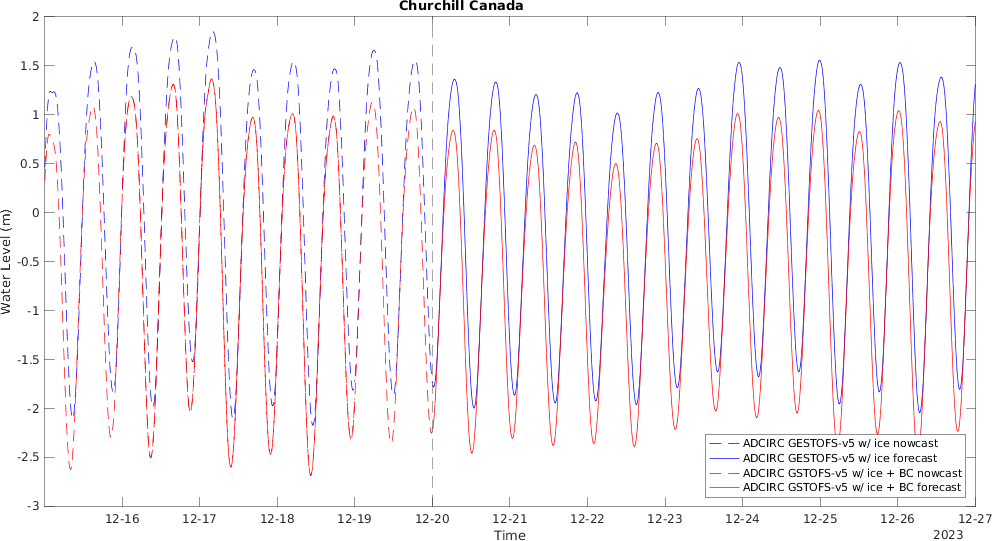 Churchill Canada
2
1.5
1
0.5
0
-0.5
-1
-1.5
-2
-2.5
-3
Water Level (m)
ADCIRC GESTOFS-v5 w/ ice nowcast
ADCIRC GESTOFS-v5 w/ ice forecast
ADCIRC GSTOFS-v5 w/ ice + BC nowcast
ADCIRC GSTOFS-v5 w/ ice + BC forecast
12-16 12-17 12-18 12-19 12-20 12-21 12-22 12-23 12-24 12-25 12-26 12-27
Time
2023